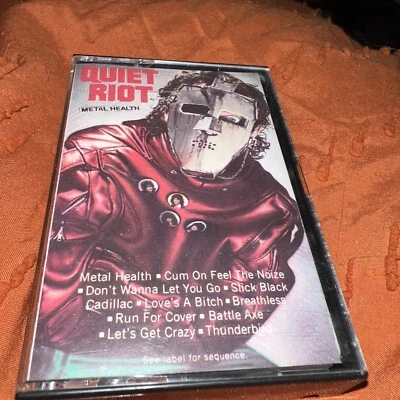 QUIET
RIOT
METAL HEALTH
Metal Health ▪ Cum On Feel The Noize
▪ Don't Wanna Let You Go ▪ Slick Black
Cadillac ▪ Love's A Bitch ▪ Breathless
▪ Run For Cover ▪ Battle Axe
▪ Let's Get Crazy ▪ Thunderbird
See label for sequence.